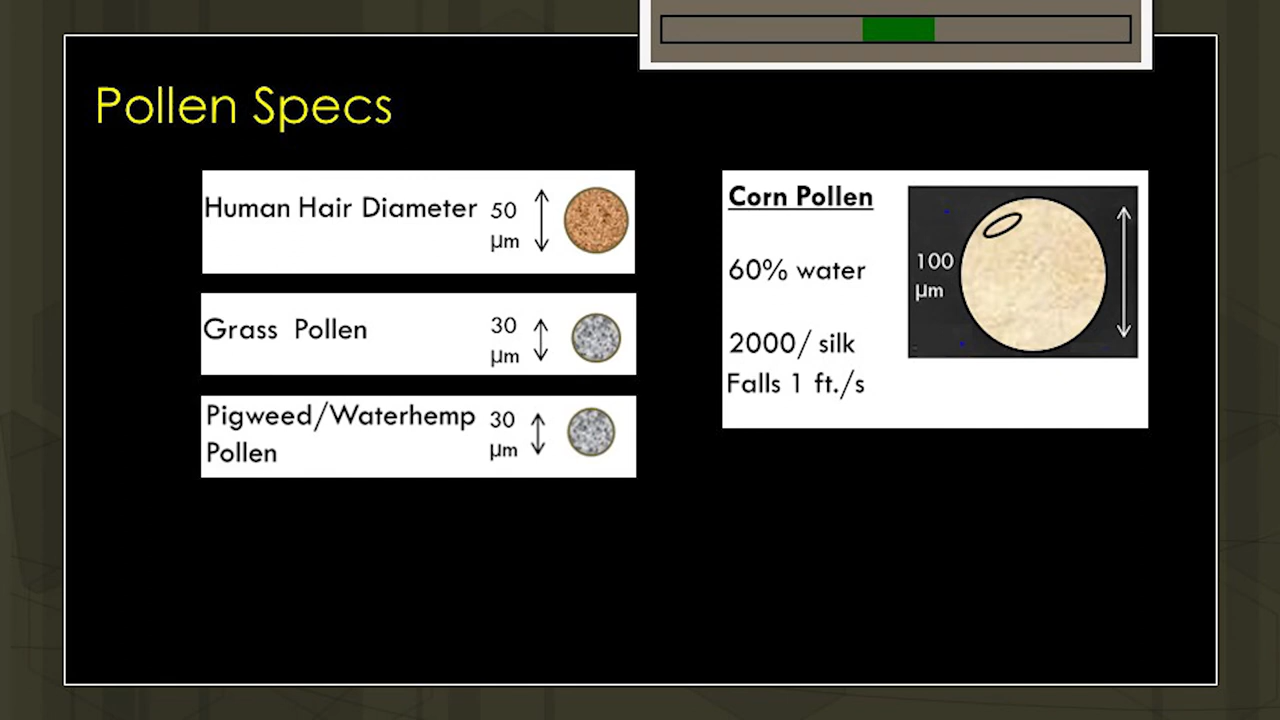 Pollen Specs
Human Hair Diameter
50
µm
Grass Pollen
30
µm
Pigweed/Waterhemp
Pollen
30
µm
Corn Pollen
60% water
2000/ silk
Falls 1 ft./s
100
µm